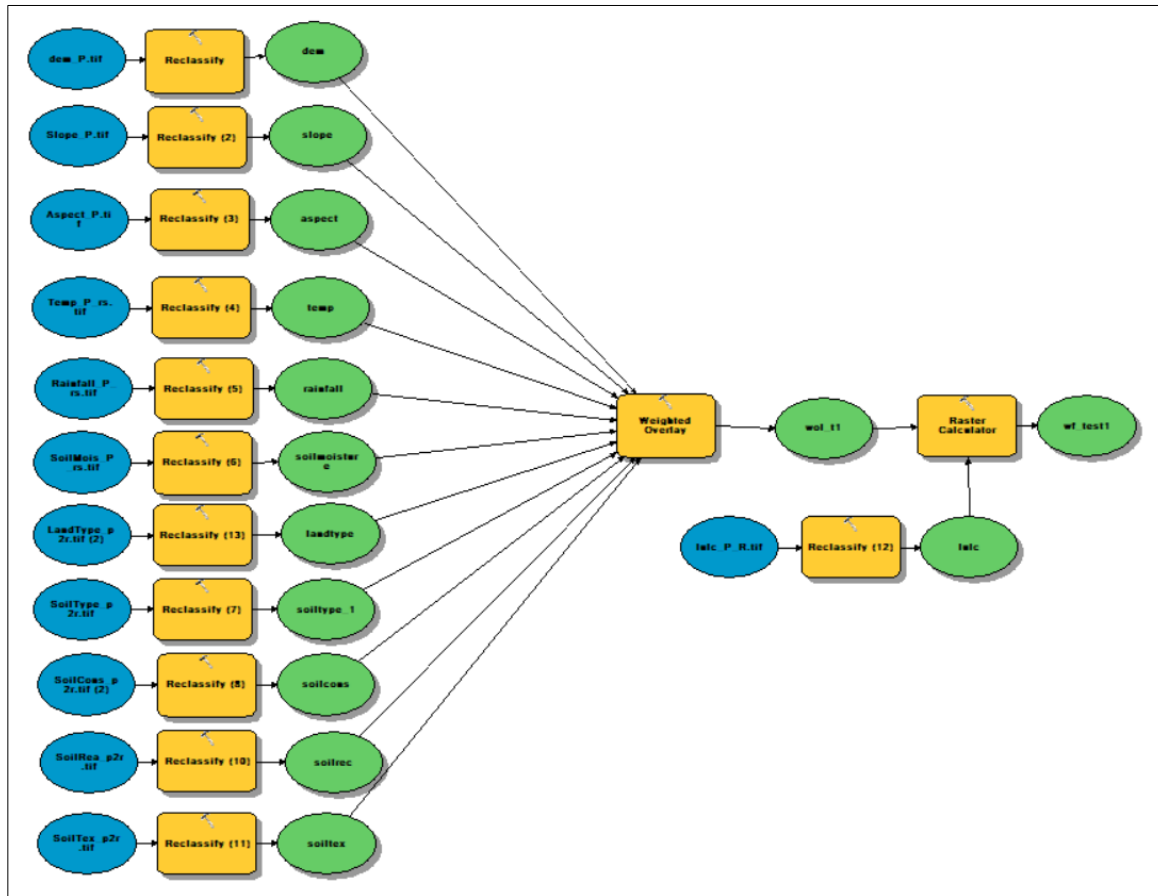 dem_P.tif
Reclassify
dem
Slope_P.tif
Reclassify (2)
slope
Aspect_P.ti
f
Reclassify (3)
aspect
Temp_P_rs.
tif
Reclassify (4)
temp
Rainfall_P_
rs.tif
Reclassify (5)
rainfall
SoilMois_P_
rs.tif
Reclassify (6)
soilmoistur
e
LandType_p
2r.tif (2)
Reclassify (13)
landtype
SoilType_p
2r.tif
Reclassify (7)
soiltype_1
SoilCons_p
2r.tif (2)
Reclassify (8)
soilcons
SoilRea_p2r
.tif
Reclassify (10)
soilrec
SoilTex_p2r.
tif
Reclassify (11)
soiltex
Weighted
Overlay
wol_t1
Raster
Calculator
wf_test1
lulc_P_R.tif
Reclassify (12)
lulc